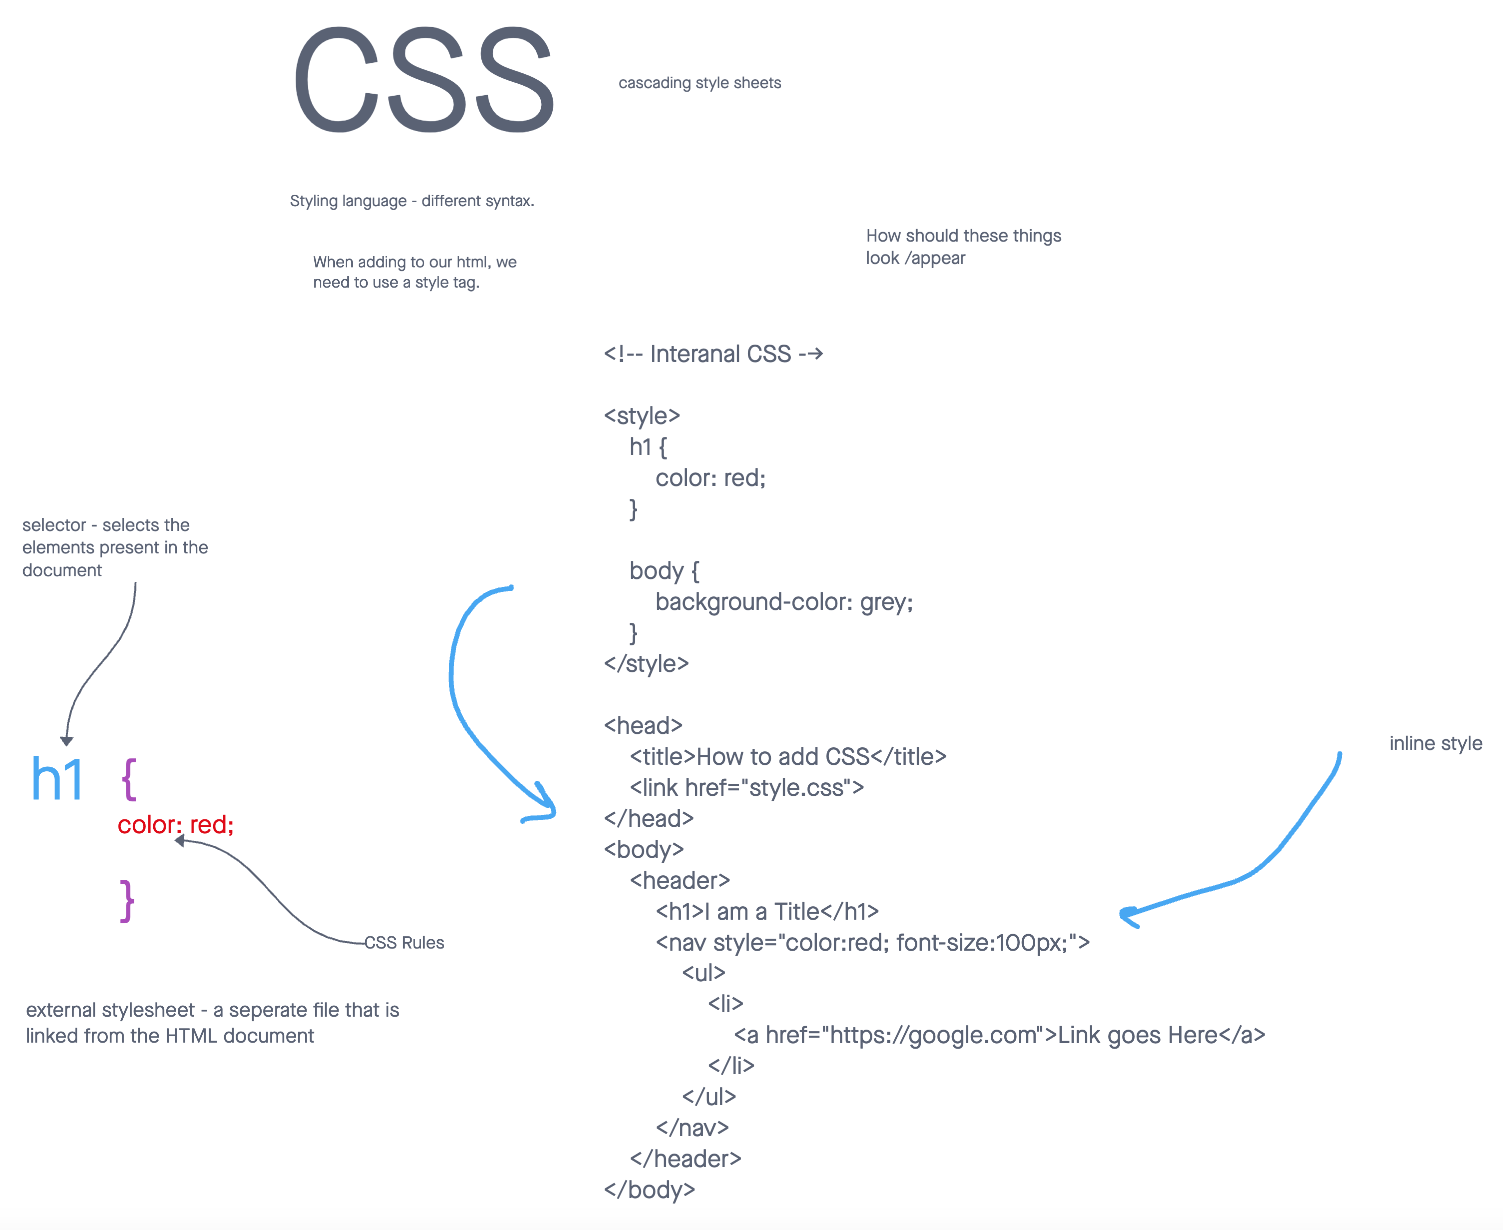 CSS
cascading style sheets
Styling language - different syntax.
When adding to our html, we
need to use a style tag.
How should these things
look /appear
<!-- Interanal CSS -->
<style>
h1 {
color: red;
}
body {
background-color: grey;
}
</style>
<head>
<title>How to add CSS</title>
<link href="style.css">
</head>
<body>
<header>
<h1>I am a Title</h1>
<nav style="color:red; font-size:100px;">
<ul>
<li>
<a href="https://google.com">Link goes Here</a>
</li>
</ul>
</nav>
</header>
</body>
selector - selects the
elements present in the
document
h1 {
color: red;
}
CSS Rules
external stylesheet - a seperate file that is
linked from the HTML document
inline style